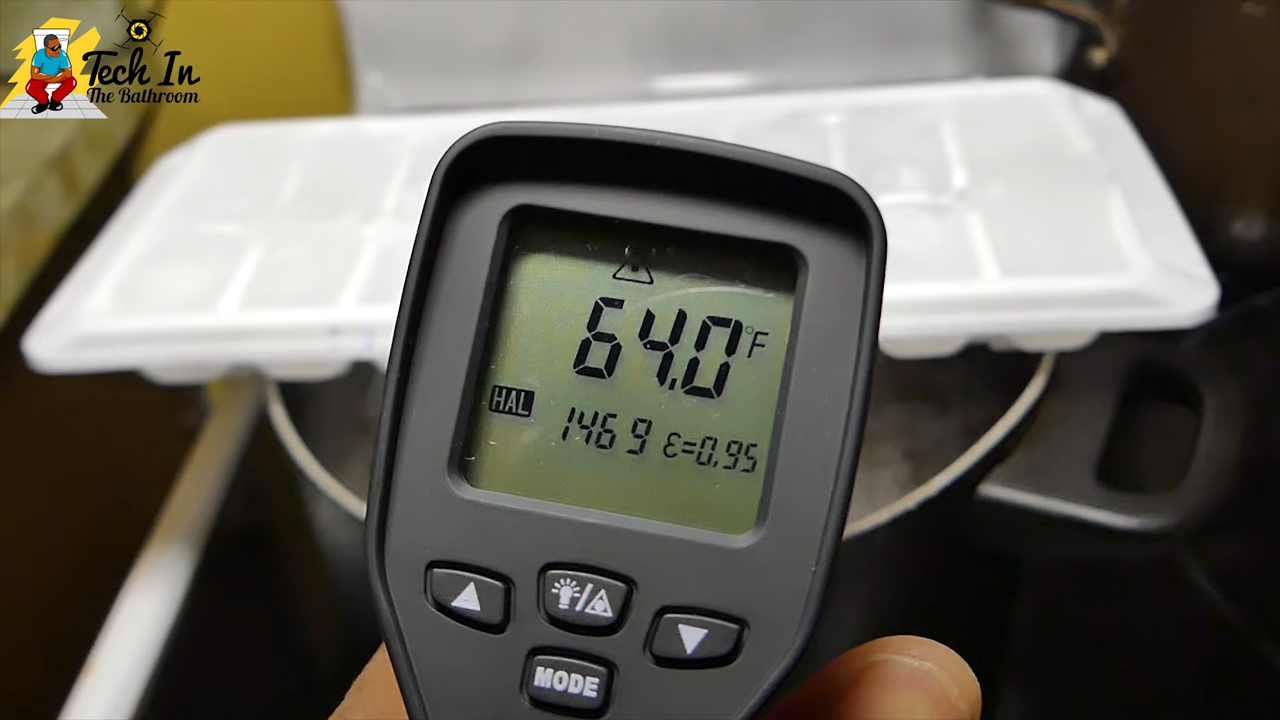 Tech In
The Bathroom
64.0°F
HAL
146 9 ε=0.95
MODE